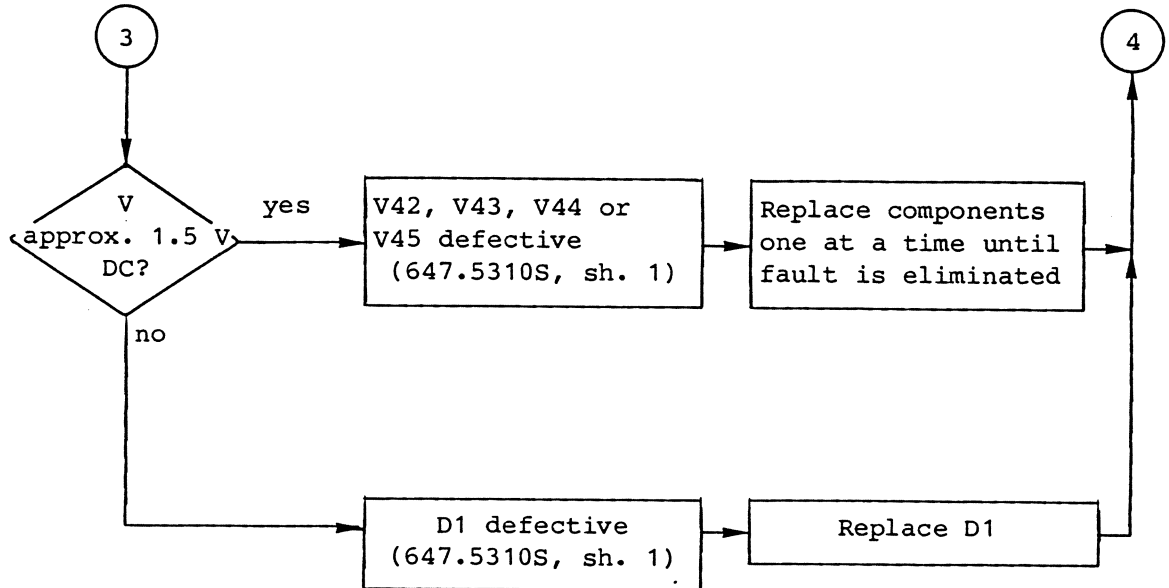 3
4
V
approx. 1.5 V
DC?
yes
V42, V43, V44 or
V45 defective
(647.5310S, sh. 1)
Replace components
one at a time until
fault is eliminated
no
D1 defective
(647.5310S, sh. 1)
Replace D1